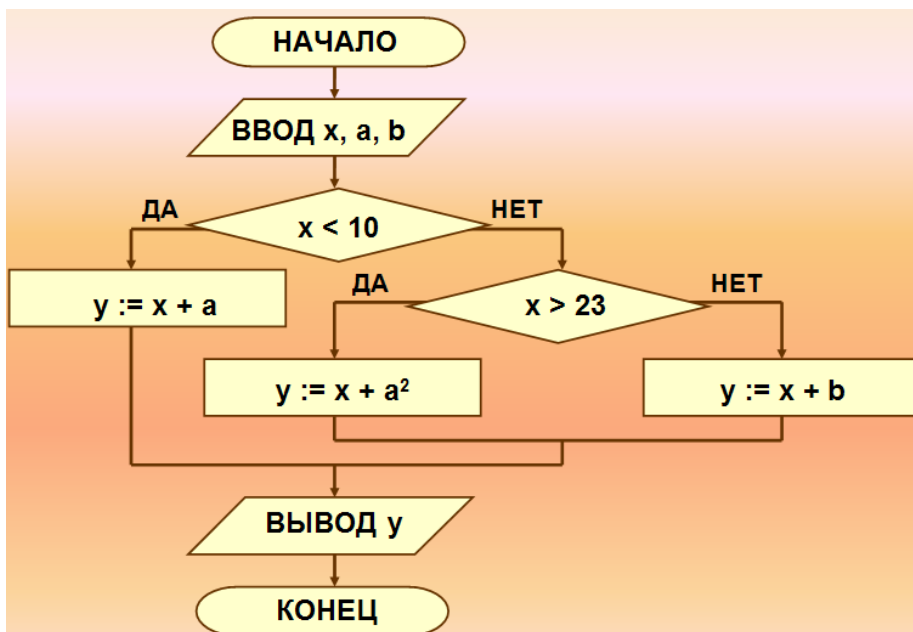 НАЧАЛО
ВВОД x, a, b
ДА
НЕТ
x < 10
y := x + a
ДА
НЕТ
x > 23
y := x + a²
y := x + b
ВЫВОД y
КОНЕЦ